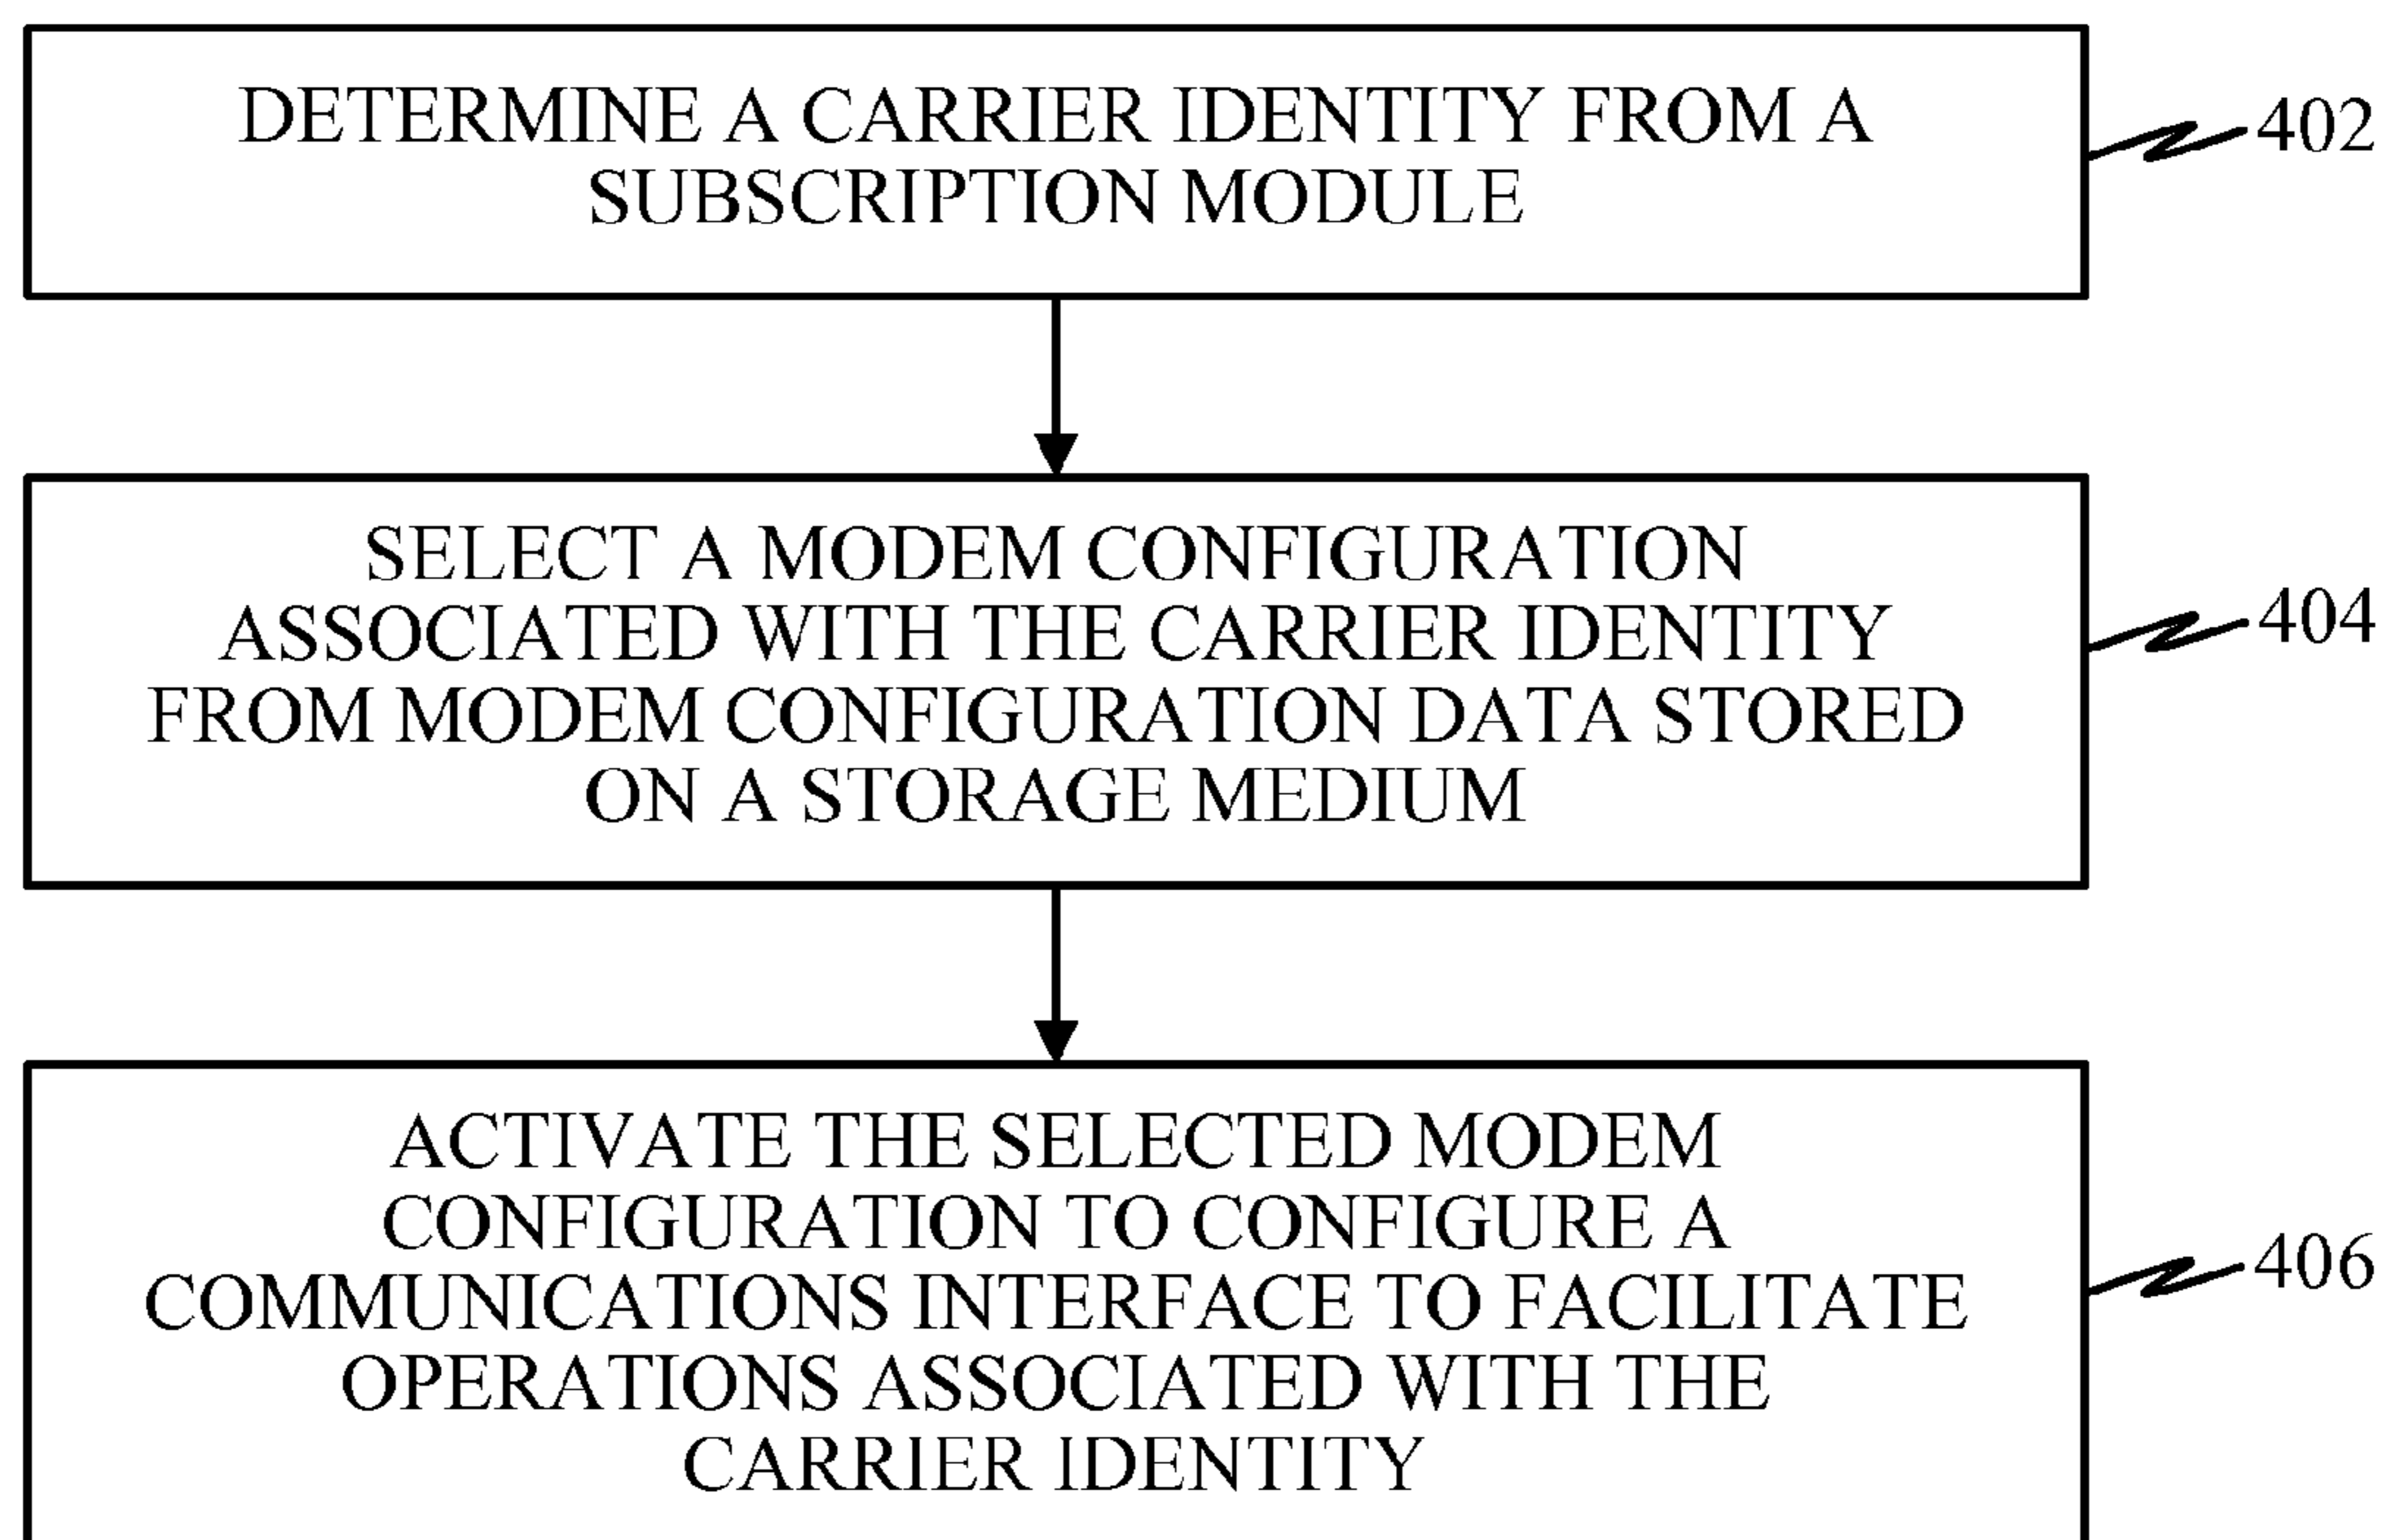 DETERMINE A CARRIER IDENTITY FROM A
SUBSCRIPTION MODULE
402
SELECT A MODEM CONFIGURATION
ASSOCIATED WITH THE CARRIER IDENTITY
FROM MODEM CONFIGURATION DATA STORED
ON A STORAGE MEDIUM
404
ACTIVATE THE SELECTED MODEM
CONFIGURATION TO CONFIGURE A
COMMUNICATIONS INTERFACE TO FACILITATE
OPERATIONS ASSOCIATED WITH THE
CARRIER IDENTITY
406